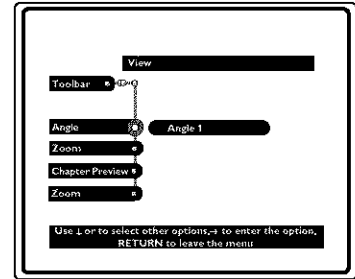 View
Toolbar
Angle Angle 1
Zoom
Chapter Preview
Zoom
Use ↓ or to select other options,→ to enter the option,
RETURN to leave the menu